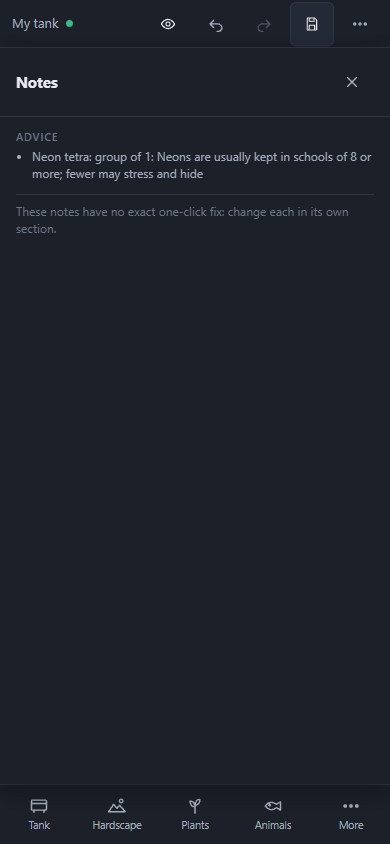 My tank
Notes
ADVICE
• Neon tetra: group of 1: Neons are usually kept in schools of 8 or
more; fewer may stress and hide
These notes have no exact one-click fix: change each in its own
section.
Tank Hardscape Plants Animals More